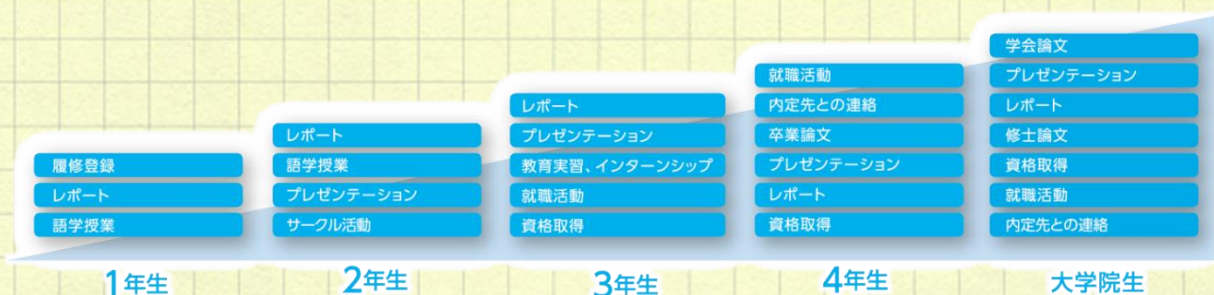 履修登録
レポート
語学授業
1年生
レポート
語学授業
プレゼンテーション
サークル活動
2年生
レポート
プレゼンテーション
教育実習、インターンシップ
就職活動
資格取得
3年生
就職活動
内定先との連絡
卒業論文
プレゼンテーション
レポート
資格取得
4年生
学会論文
プレゼンテーション
レポート
修士論文
資格取得
就職活動
内定先との連絡
大学院生